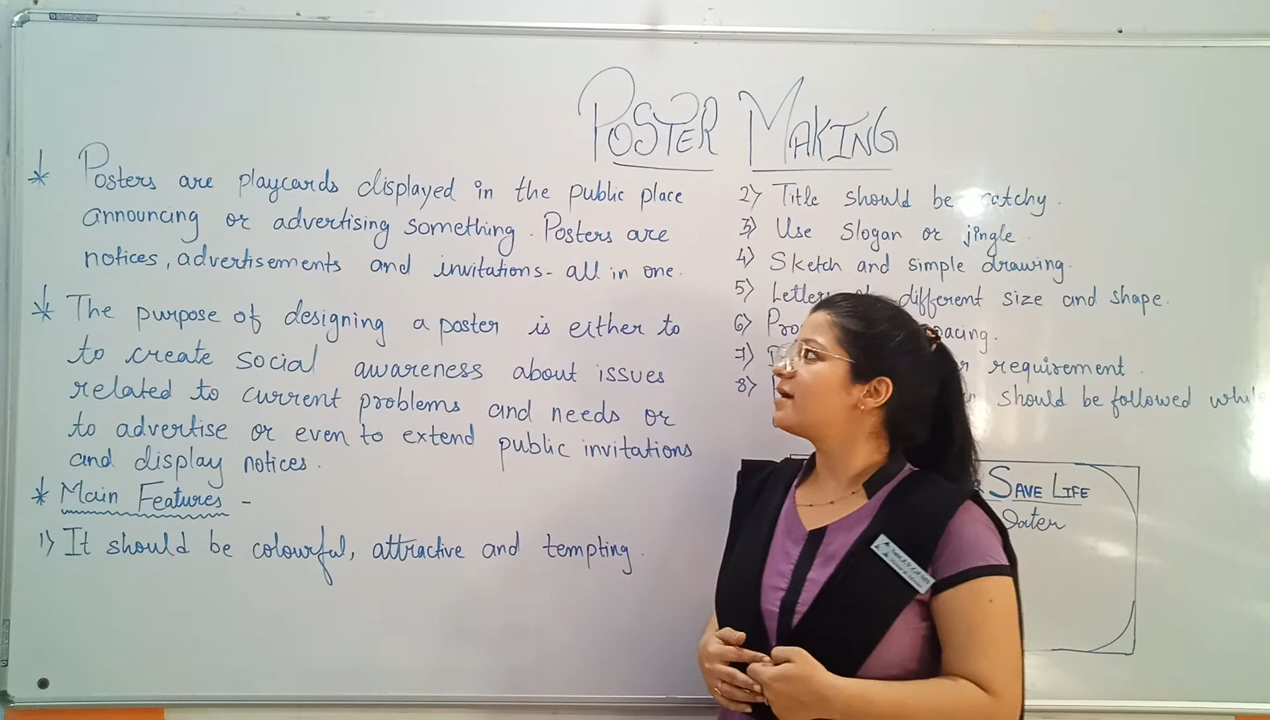 POSTER MAKING
* Posters are playcards displayed in the public place
announcing or advertising something. Posters are
notices, advertisements and invitations- all in one.
* The purpose of designing a poster is either to
to create social awareness about issues
related to current problems and needs or
to advertise or even to extend public invitations
and display notices.
* Main Features -
1) It should be colourful, attractive and tempting.
2) Title should be catchy.
3) Use slogan or jingle.
4) Sketch and simple drawing.
5) Letters different size and shape.
6) spacing.
7) requirement.
8) should be followed while
SAVE LIFE
Water